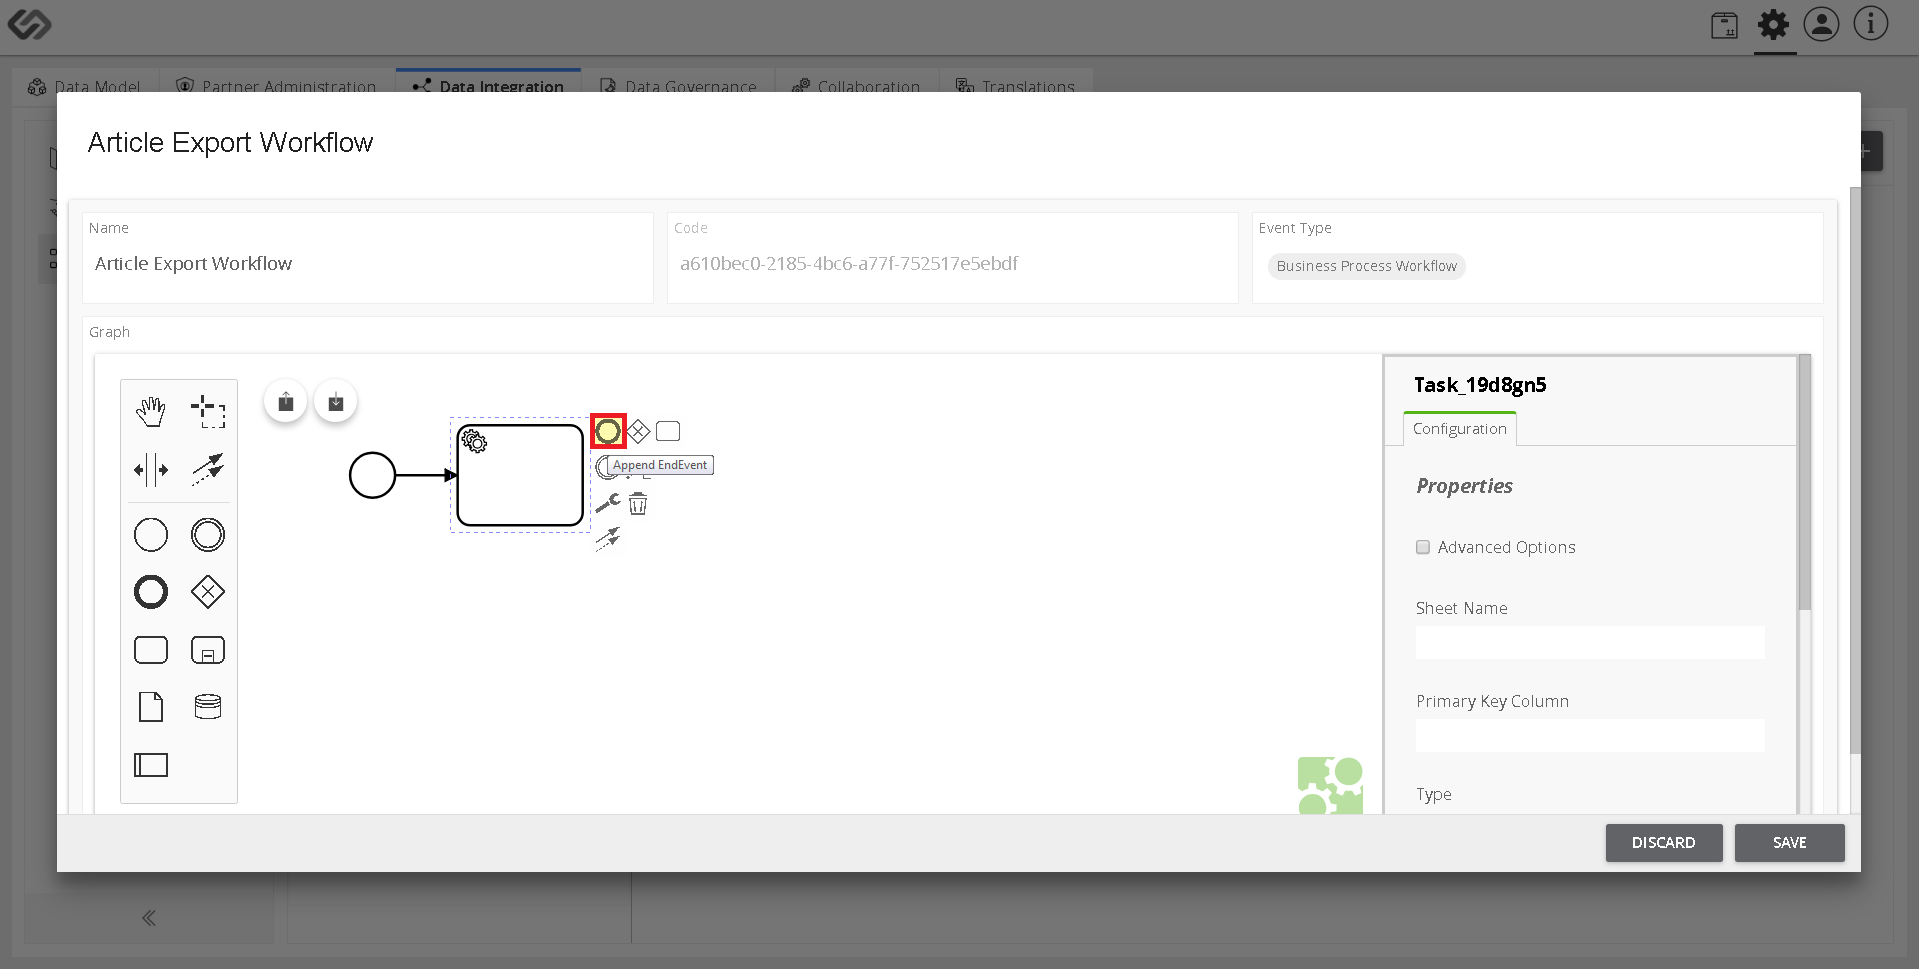 Data Model
Partner Administration
Data Integration
Data Governance
Collaboration
Translations
Article Export Workflow
Name
Article Export Workflow
Code
a610bec0-2185-4bc6-a77f-752517e5ebdf
Event Type
Business Process Workflow
Graph
Append EndEvent
Task_19d8gn5
Configuration
Properties
Advanced Options
Sheet Name
Primary Key Column
Type
DISCARD
SAVE